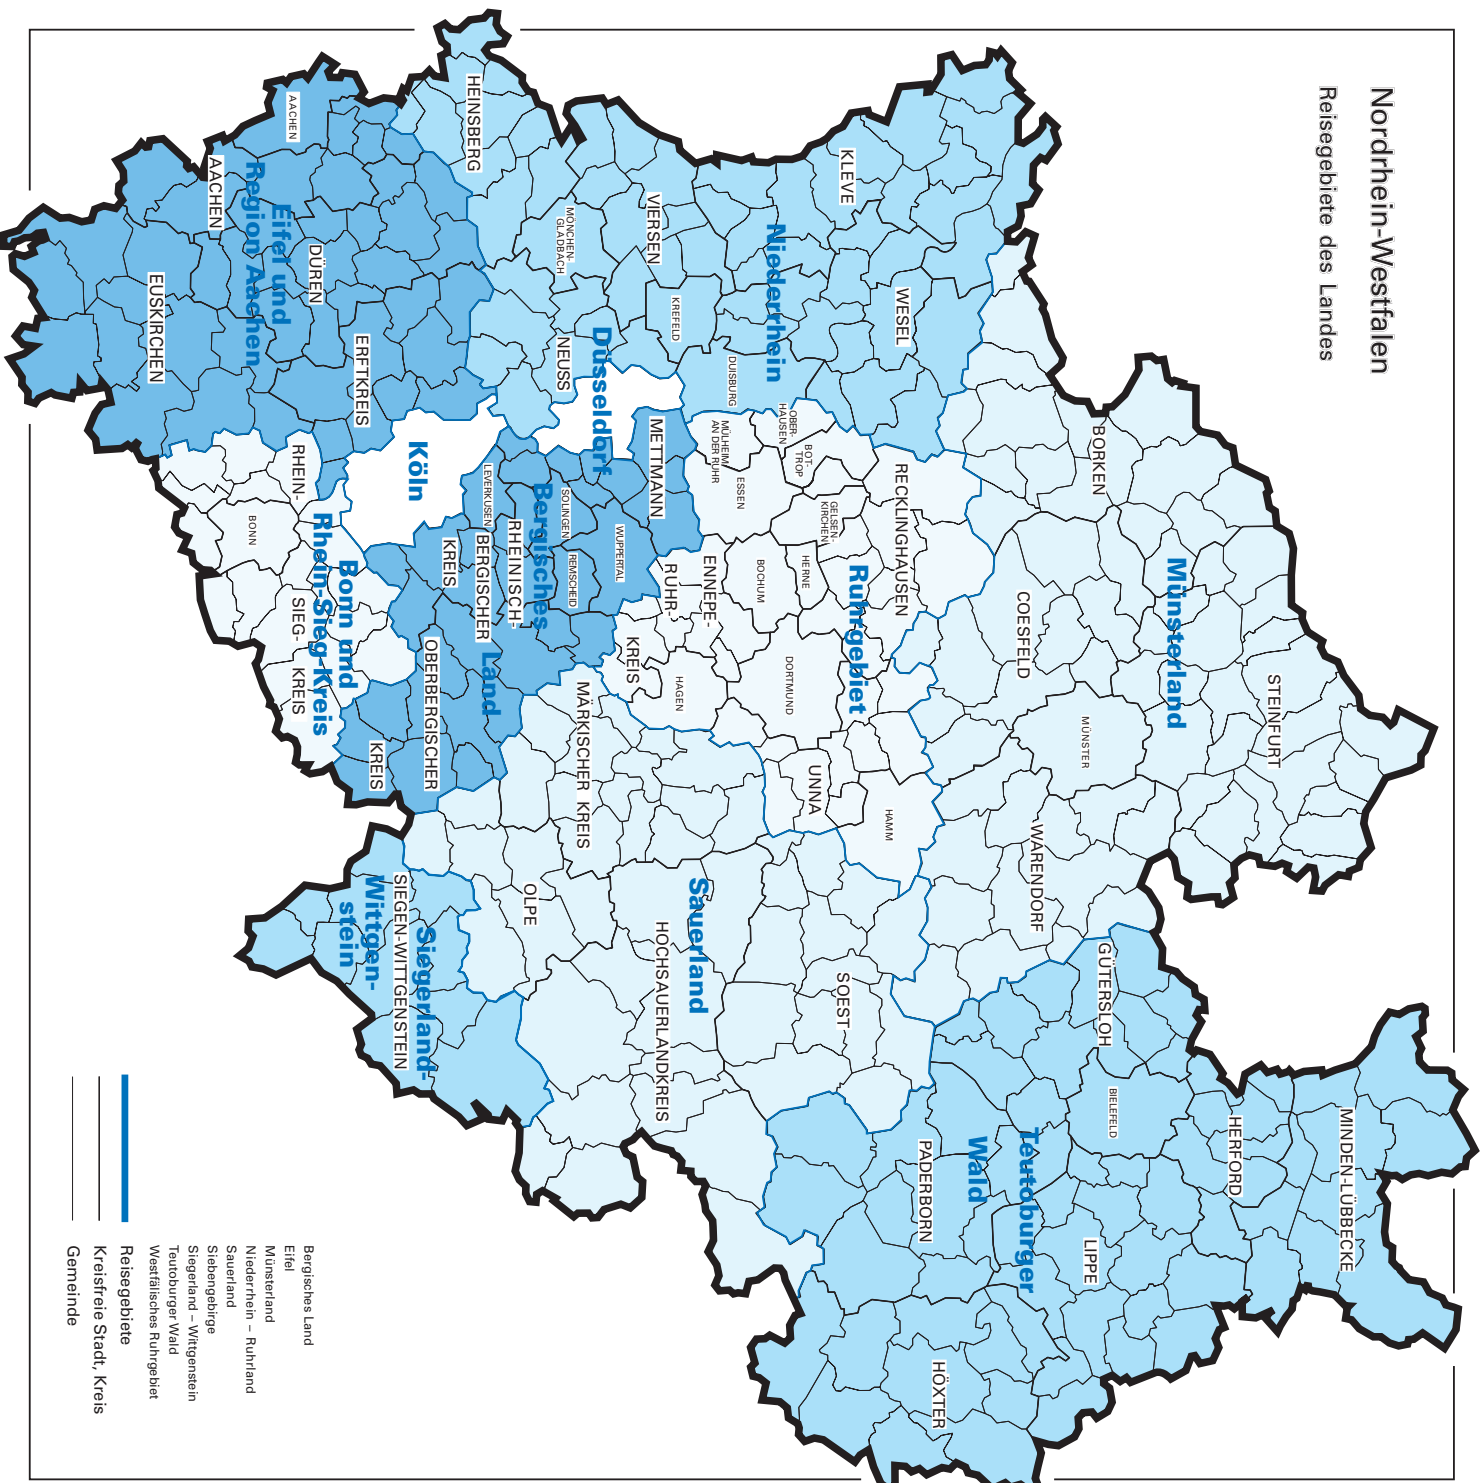 Nordrhein-Westfalen
Reisegebiete des Landes
STEINFURT
Münsterland
BORKEN
MÜNSTER
COESFELD
WARENDORF
MINDEN-LÜBBECKE
HERFORD
GÜTERSLOH
BIELEFELD
LIPPE
Teutoburger
Wald
PADERBORN
HÖXTER
KLEVE
WESEL
Niederrhein
DUISBURG
KREFELD
VIERSEN
MÖNCHEN-
GLADBACH
NEUSS
HEINSBERG
RECKLINGHAUSEN
Ruhrgebiet
GELSEN-
KIRCHEN
BOT-
TROP
OBER-
HAUSEN
HERNE
HAMM
UNNA
DORTMUND
BOCHUM
ESSEN
MÜLHEIM
AN DER RUHR
ENNEPE-
RUHR-
KREIS
HAGEN
SOEST
Sauerland
HOCHSAUERLANDKREIS
MÄRKISCHER KREIS
OLPE
Düsseldorf
METTMANN
WUPPERTAL
REMSCHEID
SOLINGEN
Bergisches
Land
RHEINISCH-
BERGISCHER
KREIS
LEVERKUSEN
OBERBERGISCHER
KREIS
Köln
Siegerland-
Wittgen-
stein
SIEGEN-WITTGENSTEIN
Bonn und
Rhein-Sieg-Kreis
RHEIN-
SIEG-
KREIS
BONN
ERFTKREIS
DÜREN
Eifel und
Region Aachen
AACHEN
AACHEN
EUSKIRCHEN
Bergisches Land
Eifel
Münsterland
Niederrhein – Ruhrland
Sauerland
Siebengebirge
Siegerland – Wittgenstein
Teutoburger Wald
Westfälisches Ruhrgebiet
Reisegebiete
Kreisfreie Stadt, Kreis
Gemeinde